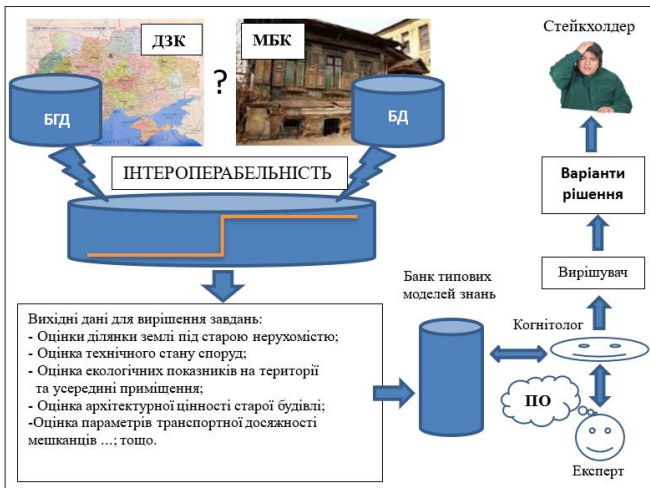 ДЗК
МБК
?
БГД
БД
ІНТЕРОПЕРАБЕЛЬНІСТЬ
Вихідні дані для вирішення завдань:
- Оцінки ділянки землі під старою нерухомістю;
- Оцінка технічного стану споруд;
- Оцінка екологічних показників на території
та усередині приміщення;
- Оцінка архітектурної цінності старої будівлі;
-Оцінка параметрів транспортної досяжності
мешканців ...; тощо.
Банк типових
моделей знань
Стейкхолдер
Варіанти
рішення
Вирішувач
Когнітолог
ПО
Експерт